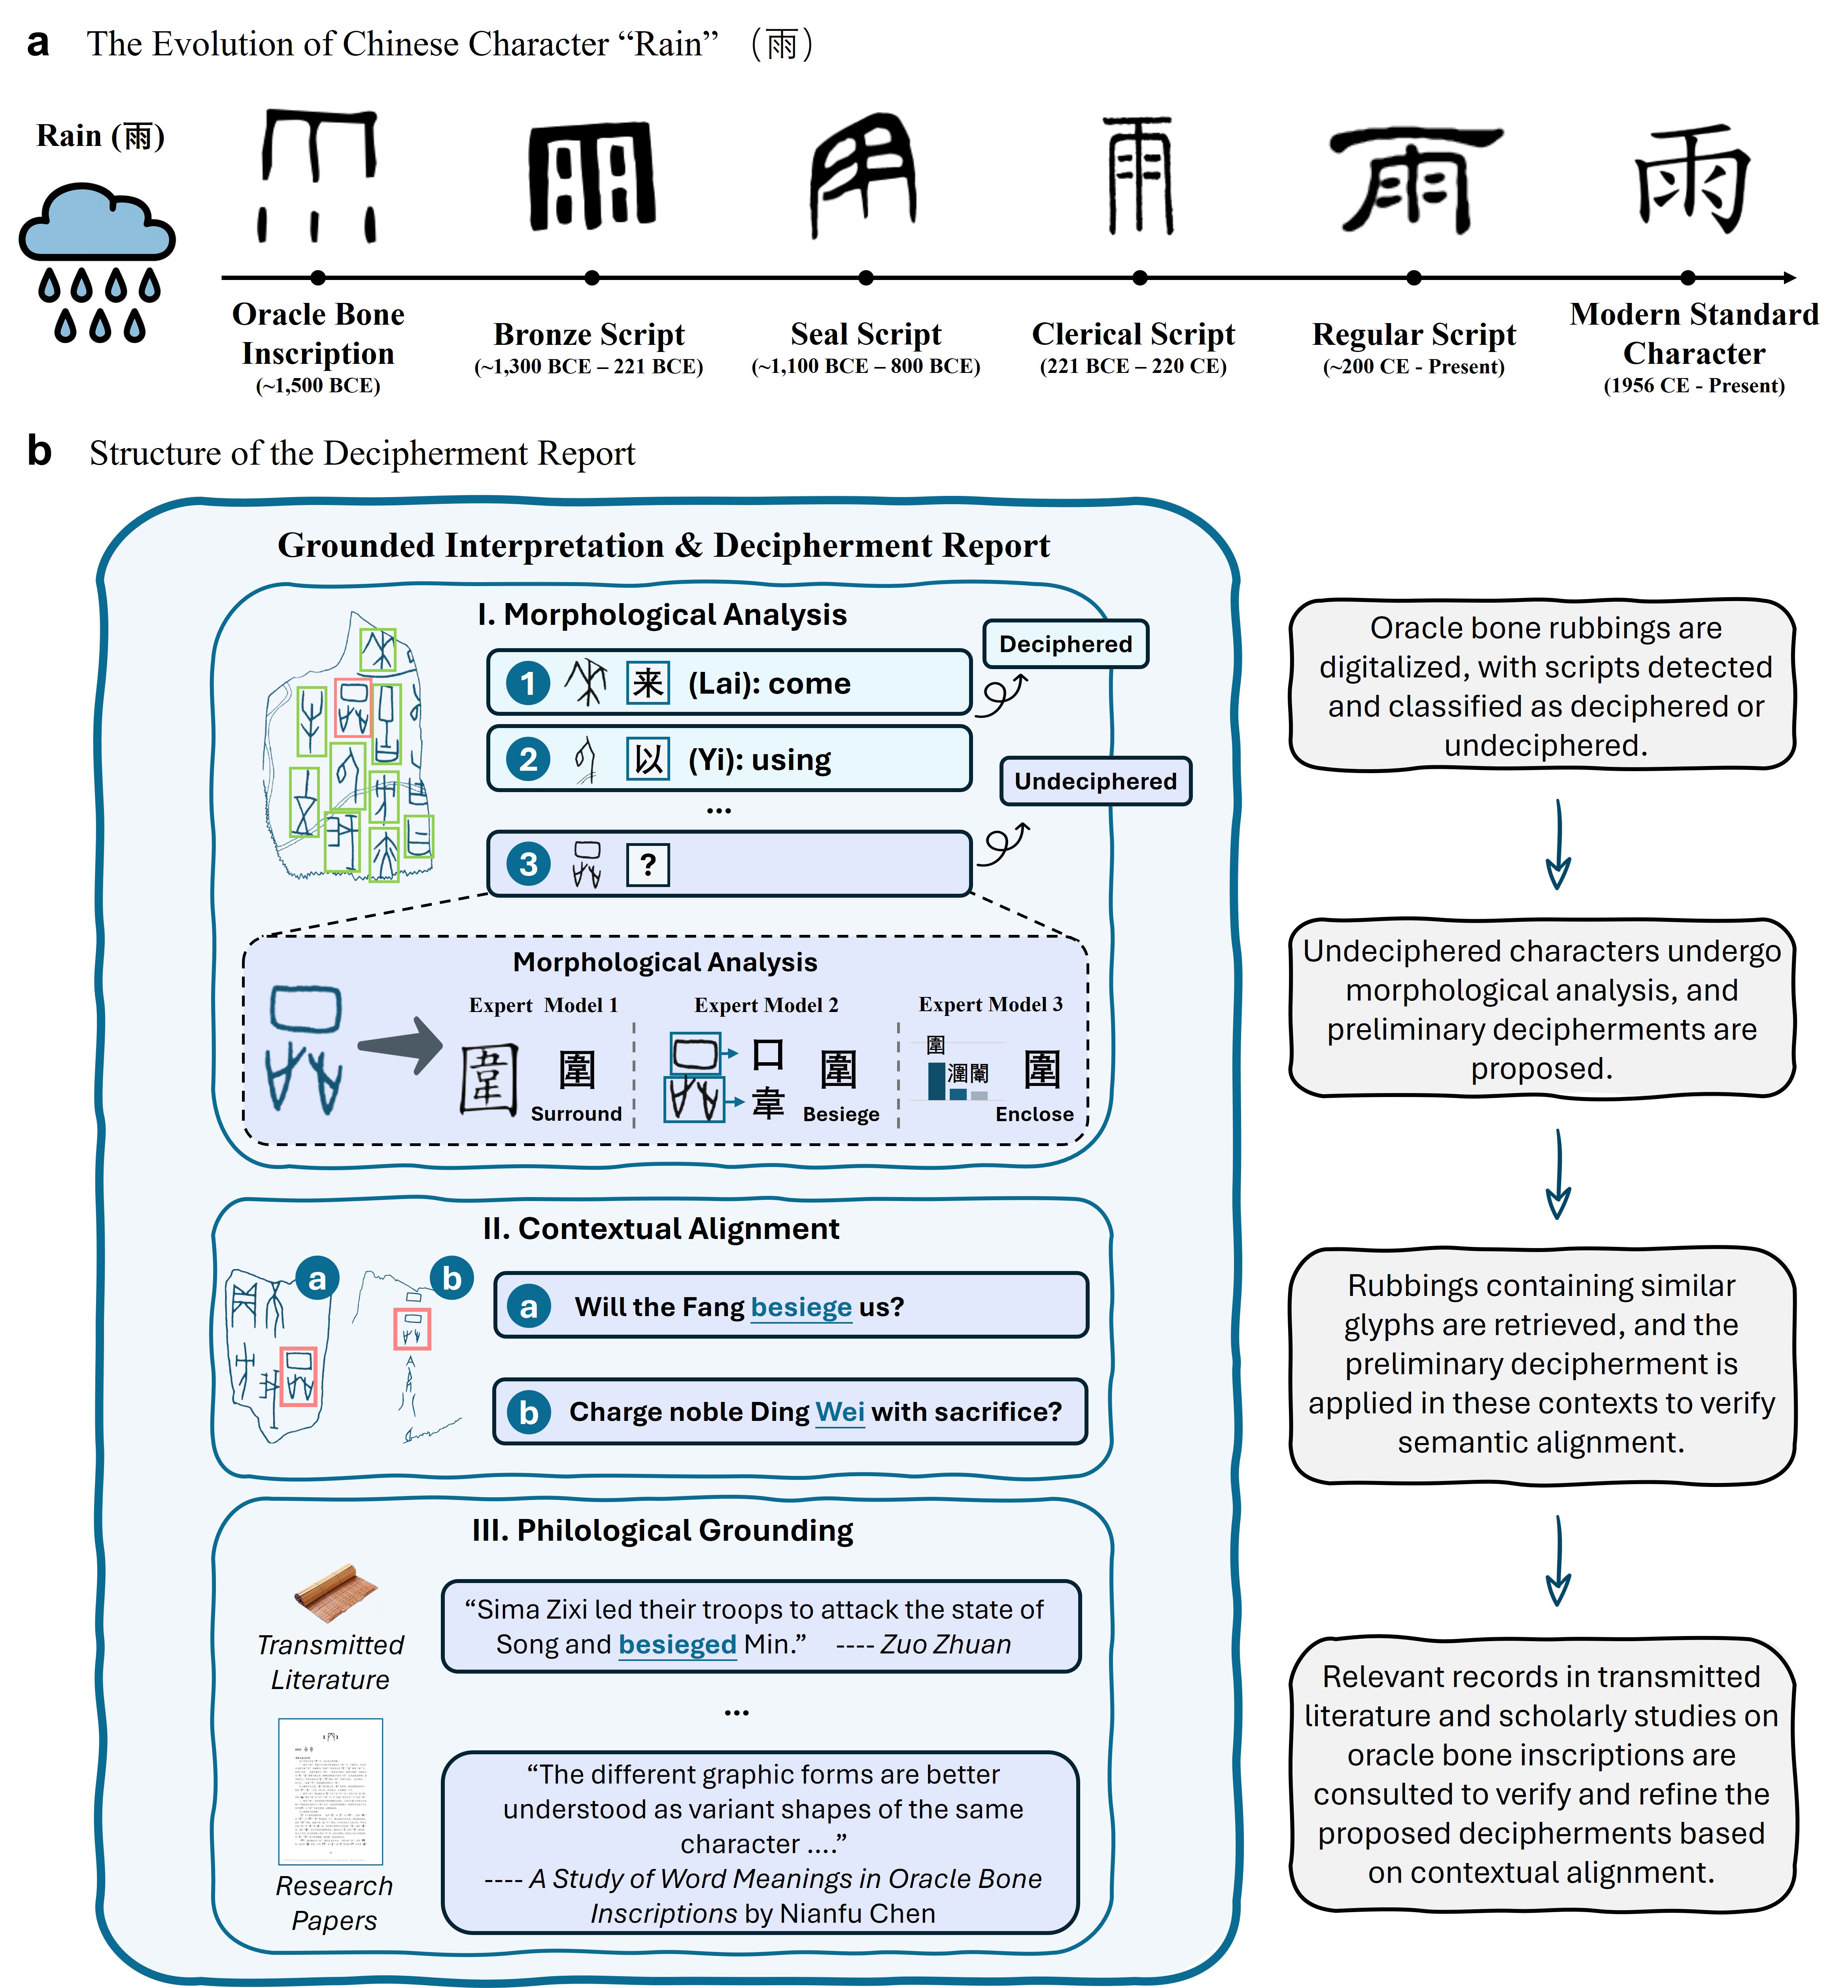 a The Evolution of Chinese Character “Rain” （雨）
Rain (雨)
雨
Oracle Bone
Inscription
(~1,500 BCE)
Bronze Script
(~1,300 BCE – 221 BCE)
Seal Script
(~1,100 BCE – 800 BCE)
Clerical Script
(221 BCE – 220 CE)
Regular Script
(~200 CE - Present)
Modern Standard
Character
(1956 CE - Present)
b Structure of the Decipherment Report
Grounded Interpretation & Decipherment Report
I. Morphological Analysis
Deciphered
1 来 (Lai): come
2 以 (Yi): using
Undeciphered
...
3 ?
Morphological Analysis
Expert Model 1
圍 圍
Surround
Expert Model 2
口
韋
圍
Besiege
Expert Model 3
圍
潿闈
圍
Enclose
II. Contextual Alignment
a
b
a Will the Fang besiege us?
b Charge noble Ding Wei with sacrifice?
III. Philological Grounding
Transmitted
Literature
“Sima Zixi led their troops to attack the state of
Song and besieged Min.” ---- Zuo Zhuan
...
Research
Papers
“The different graphic forms are better
understood as variant shapes of the same
character ....”
---- A Study of Word Meanings in Oracle Bone
Inscriptions by Nianfu Chen
Oracle bone rubbings are
digitalized, with scripts detected
and classified as deciphered or
undeciphered.
Undeciphered characters undergo
morphological analysis, and
preliminary decipherments are
proposed.
Rubbings containing similar
glyphs are retrieved, and the
preliminary decipherment is
applied in these contexts to verify
semantic alignment.
Relevant records in transmitted
literature and scholarly studies on
oracle bone inscriptions are
consulted to verify and refine the
proposed decipherments based
on contextual alignment.